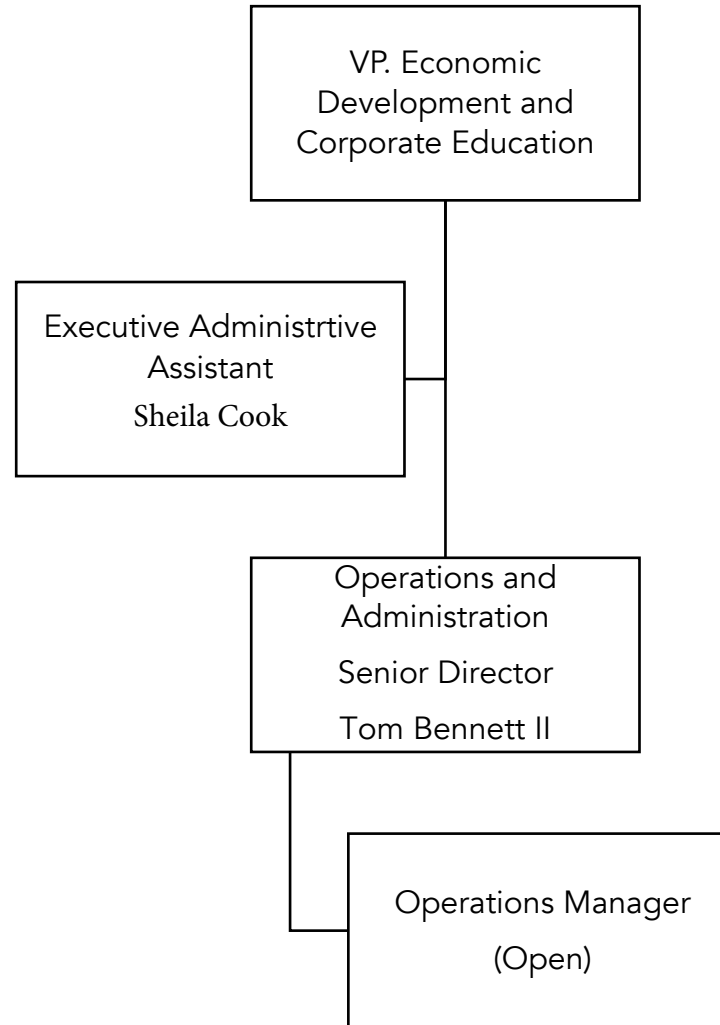 VP. Economic
Development and
Corporate Education
Executive Administrtive
Assistant
Sheila Cook
Operations and
Administration
Senior Director
Tom Bennett II
Operations Manager
(Open)